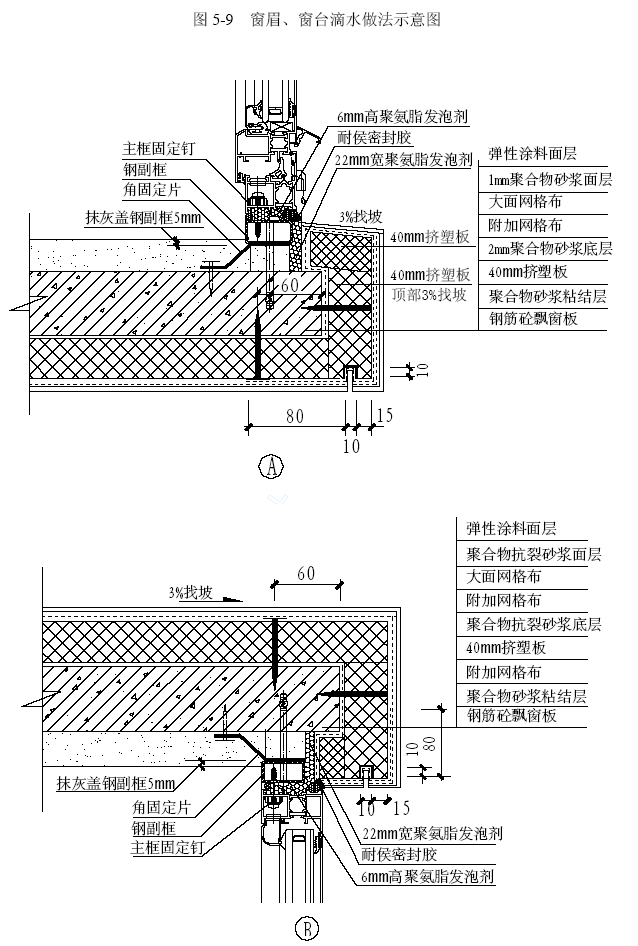 图 5-9 窗眉、窗台滴水做法示意图
6mm高聚氨脂发泡剂
耐侯密封胶
22mm宽聚氨脂发泡剂
主框固定钉
钢副框
角固定片
抹灰盖钢副框5mm
3%找坡
40mm挤塑板
40mm挤塑板
顶部3%找坡
弹性涂料面层
1mm聚合物砂浆面层
大面网格布
附加网格布
2mm聚合物砂浆底层
40mm挤塑板
聚合物砂浆粘结层
钢筋砼飘窗板
60
10
80
15
10
A
弹性涂料面层
聚合物抗裂砂浆面层
大面网格布
附加网格布
聚合物抗裂砂浆底层
40mm挤塑板
附加网格布
聚合物砂浆粘结层
钢筋砼飘窗板
3%找坡
60
10
80
10
15
抹灰盖钢副框5mm
角固定片
钢副框
主框固定钉
22mm宽聚氨脂发泡剂
耐侯密封胶
6mm高聚氨脂发泡剂
B